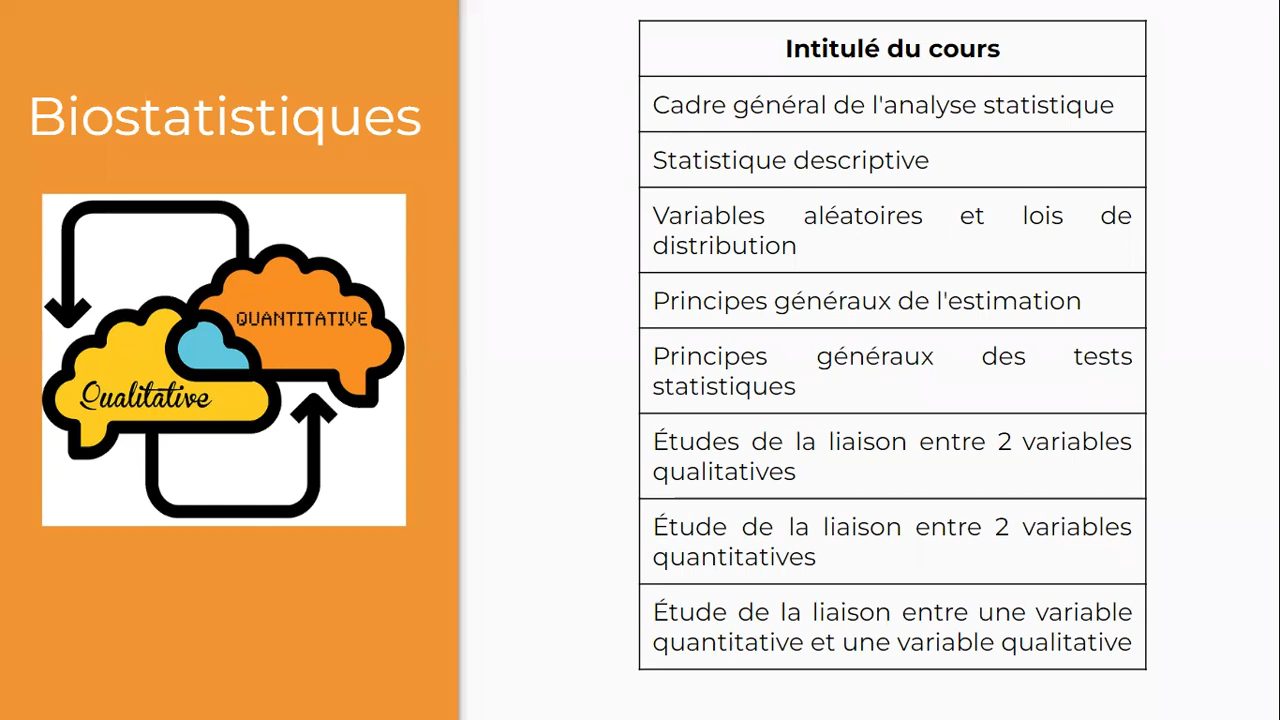 Biostatistiques
QUANTITATIVE
Qualitative
Intitulé du cours
Cadre général de l'analyse statistique
Statistique descriptive
Variables aléatoires et lois de
distribution
Principes généraux de l'estimation
Principes généraux des tests
statistiques
Études de la liaison entre 2 variables
qualitatives
Étude de la liaison entre 2 variables
quantitatives
Étude de la liaison entre une variable
quantitative et une variable qualitative